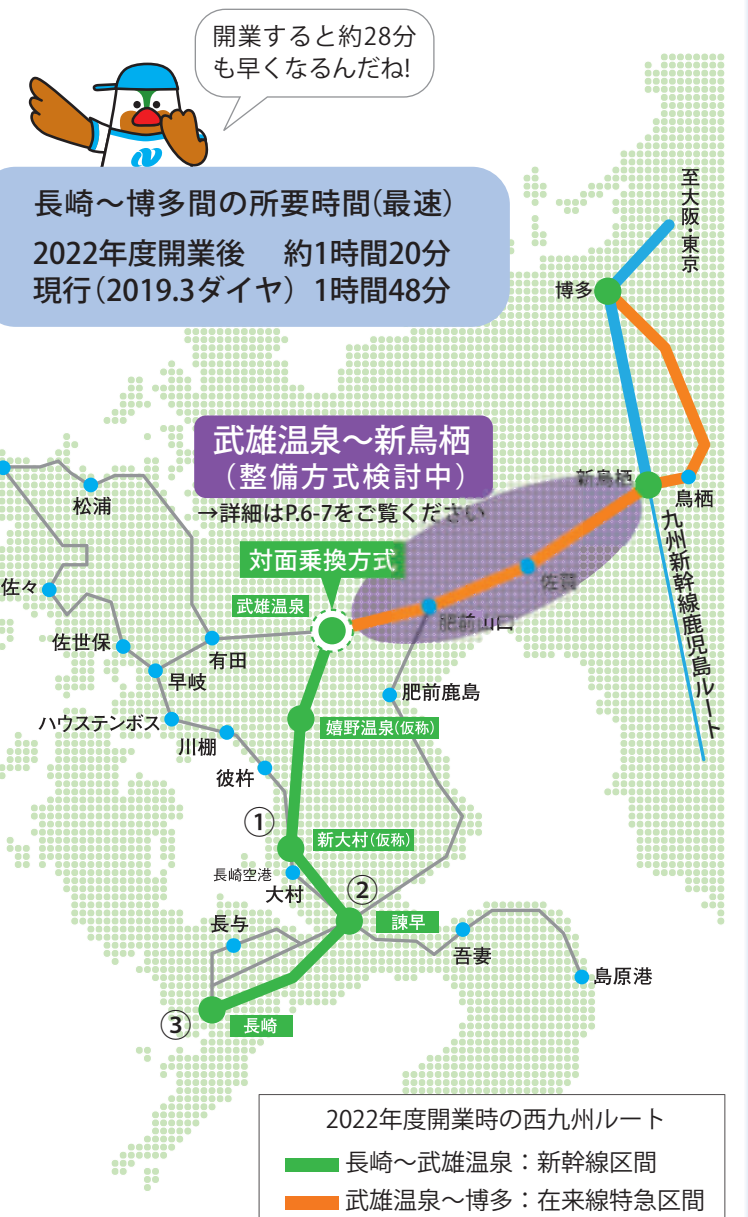 開業すると約28分
も早くなるんだね!
長崎～博多間の所要時間(最速)
2022年度開業後 約1時間20分
現行(2019.3ダイヤ) 1時間48分
至大阪・東京
博多
武雄温泉～新鳥栖
(整備方式検討中)
→詳細はP.6-7をご覧ください
新鳥栖
鳥栖
九州新幹線鹿児島ルート
松浦
対面乗換方式
佐賀
佐々
武雄温泉
肥前山口
佐世保
有田
早岐
肥前鹿島
ハウステンボス
嬉野温泉(仮称)
川棚
彼杵
①
新大村(仮称)
長崎空港
大村
②
長与
諫早
吾妻
島原港
③
長崎
2022年度開業時の西九州ルート
長崎～武雄温泉：新幹線区間
武雄温泉～博多：在来線特急区間